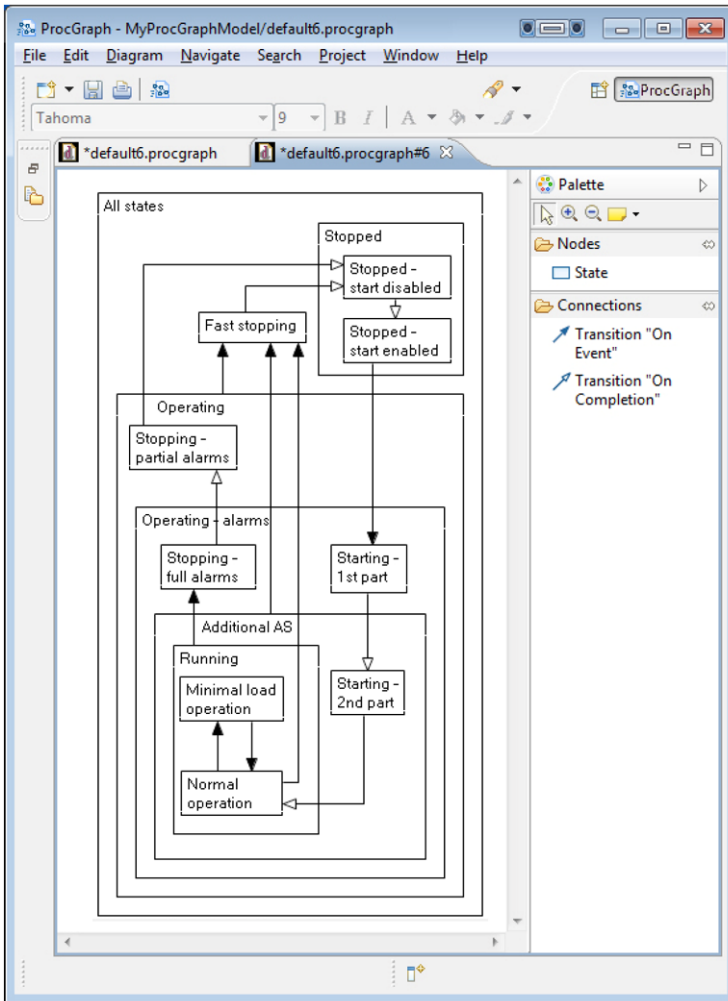 ProcGraph - MyProcGraphModel/default6.procgraph
File Edit Diagram Navigate Search Project Window Help
ProcGraph
Tahoma 9 B I A
*default6.procgraph *default6.procgraph#6
All states
Stopped
Stopped -
start disabled
Fast stopping
Stopped -
start enabled
Operating
Stopping -
partial alarms
Operating - alarms
Stopping -
full alarms
Starting -
1st part
Additional AS
Running
Minimal load
operation
Starting -
2nd part
Normal
operation
Palette
Nodes
State
Connections
Transition "On
Event"
Transition "On
Completion"